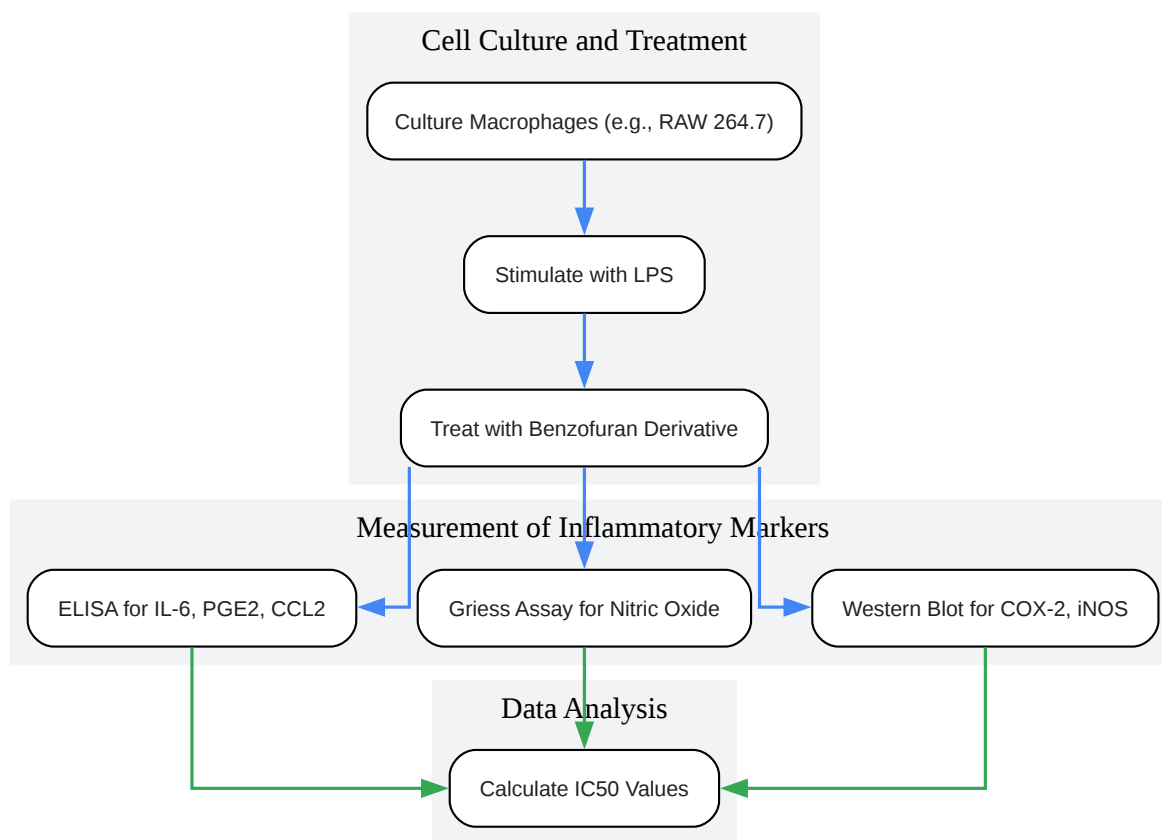 Cell Culture and Treatment
Culture Macrophages (e.g., RAW 264.7)
Stimulate with LPS
Treat with Benzofuran Derivative
Measurement of Inflammatory Markers
ELISA for IL-6, PGE2, CCL2
Griess Assay for Nitric Oxide
Western Blot for COX-2, iNOS
Data Analysis
Calculate IC50 Values